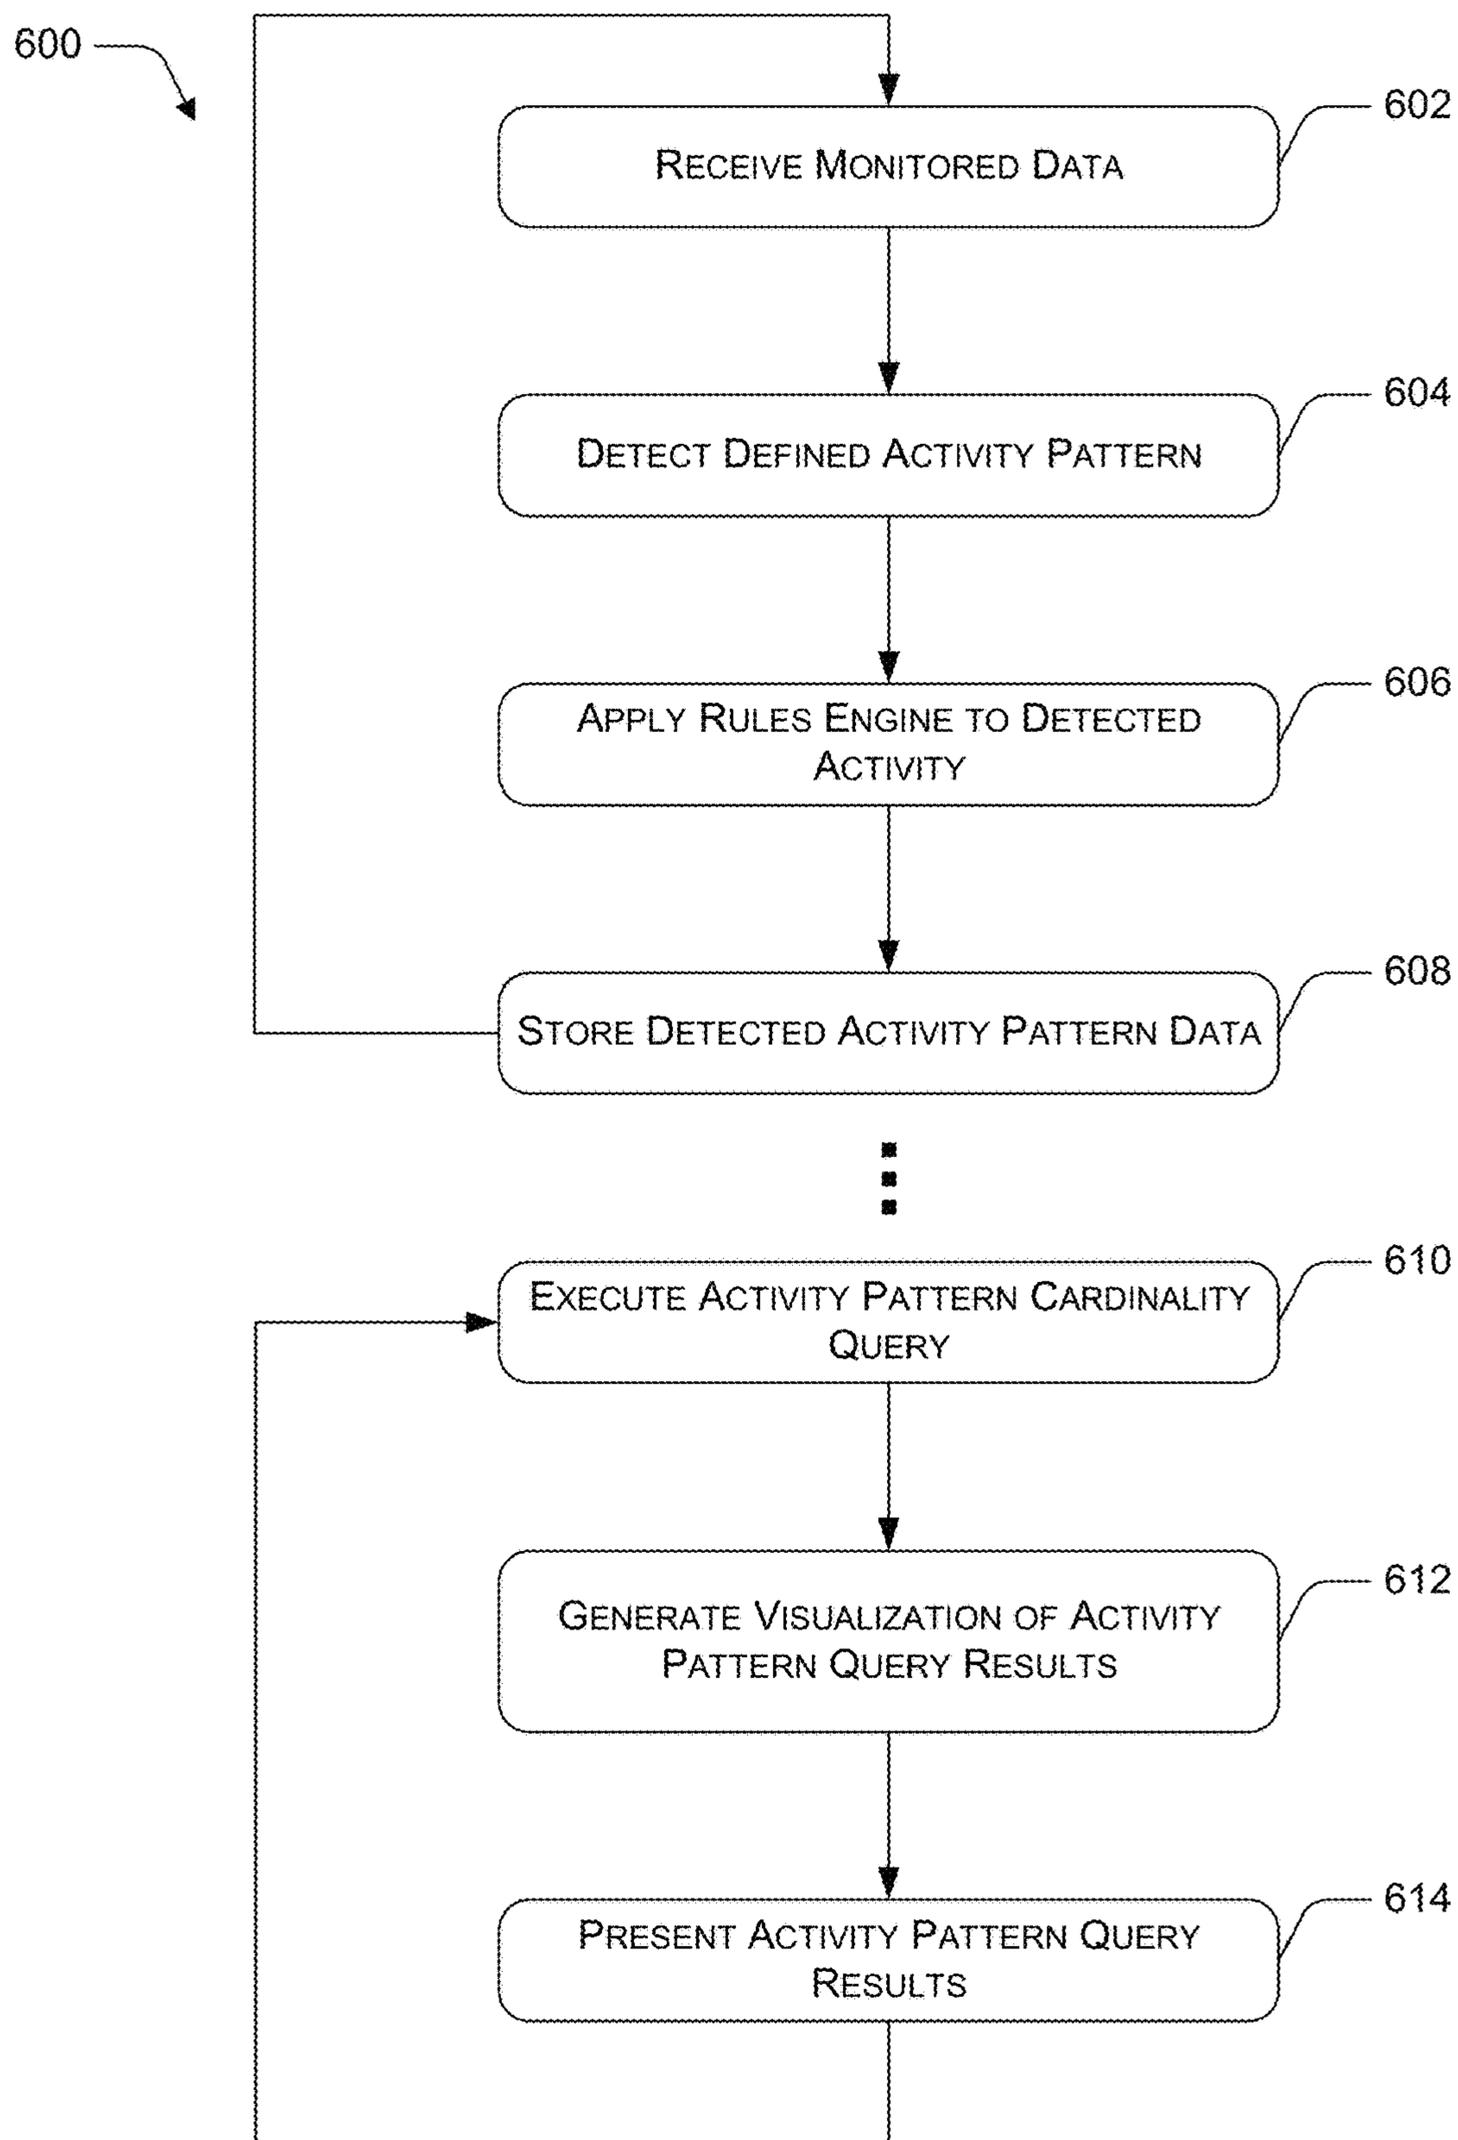 600
602
RECEIVE MONITORED DATA
604
DETECT DEFINED ACTIVITY PATTERN
606
APPLY RULES ENGINE TO DETECTED
ACTIVITY
608
STORE DETECTED ACTIVITY PATTERN DATA
610
EXECUTE ACTIVITY PATTERN CARDINALITY
QUERY
612
GENERATE VISUALIZATION OF ACTIVITY
PATTERN QUERY RESULTS
614
PRESENT ACTIVITY PATTERN QUERY
RESULTS